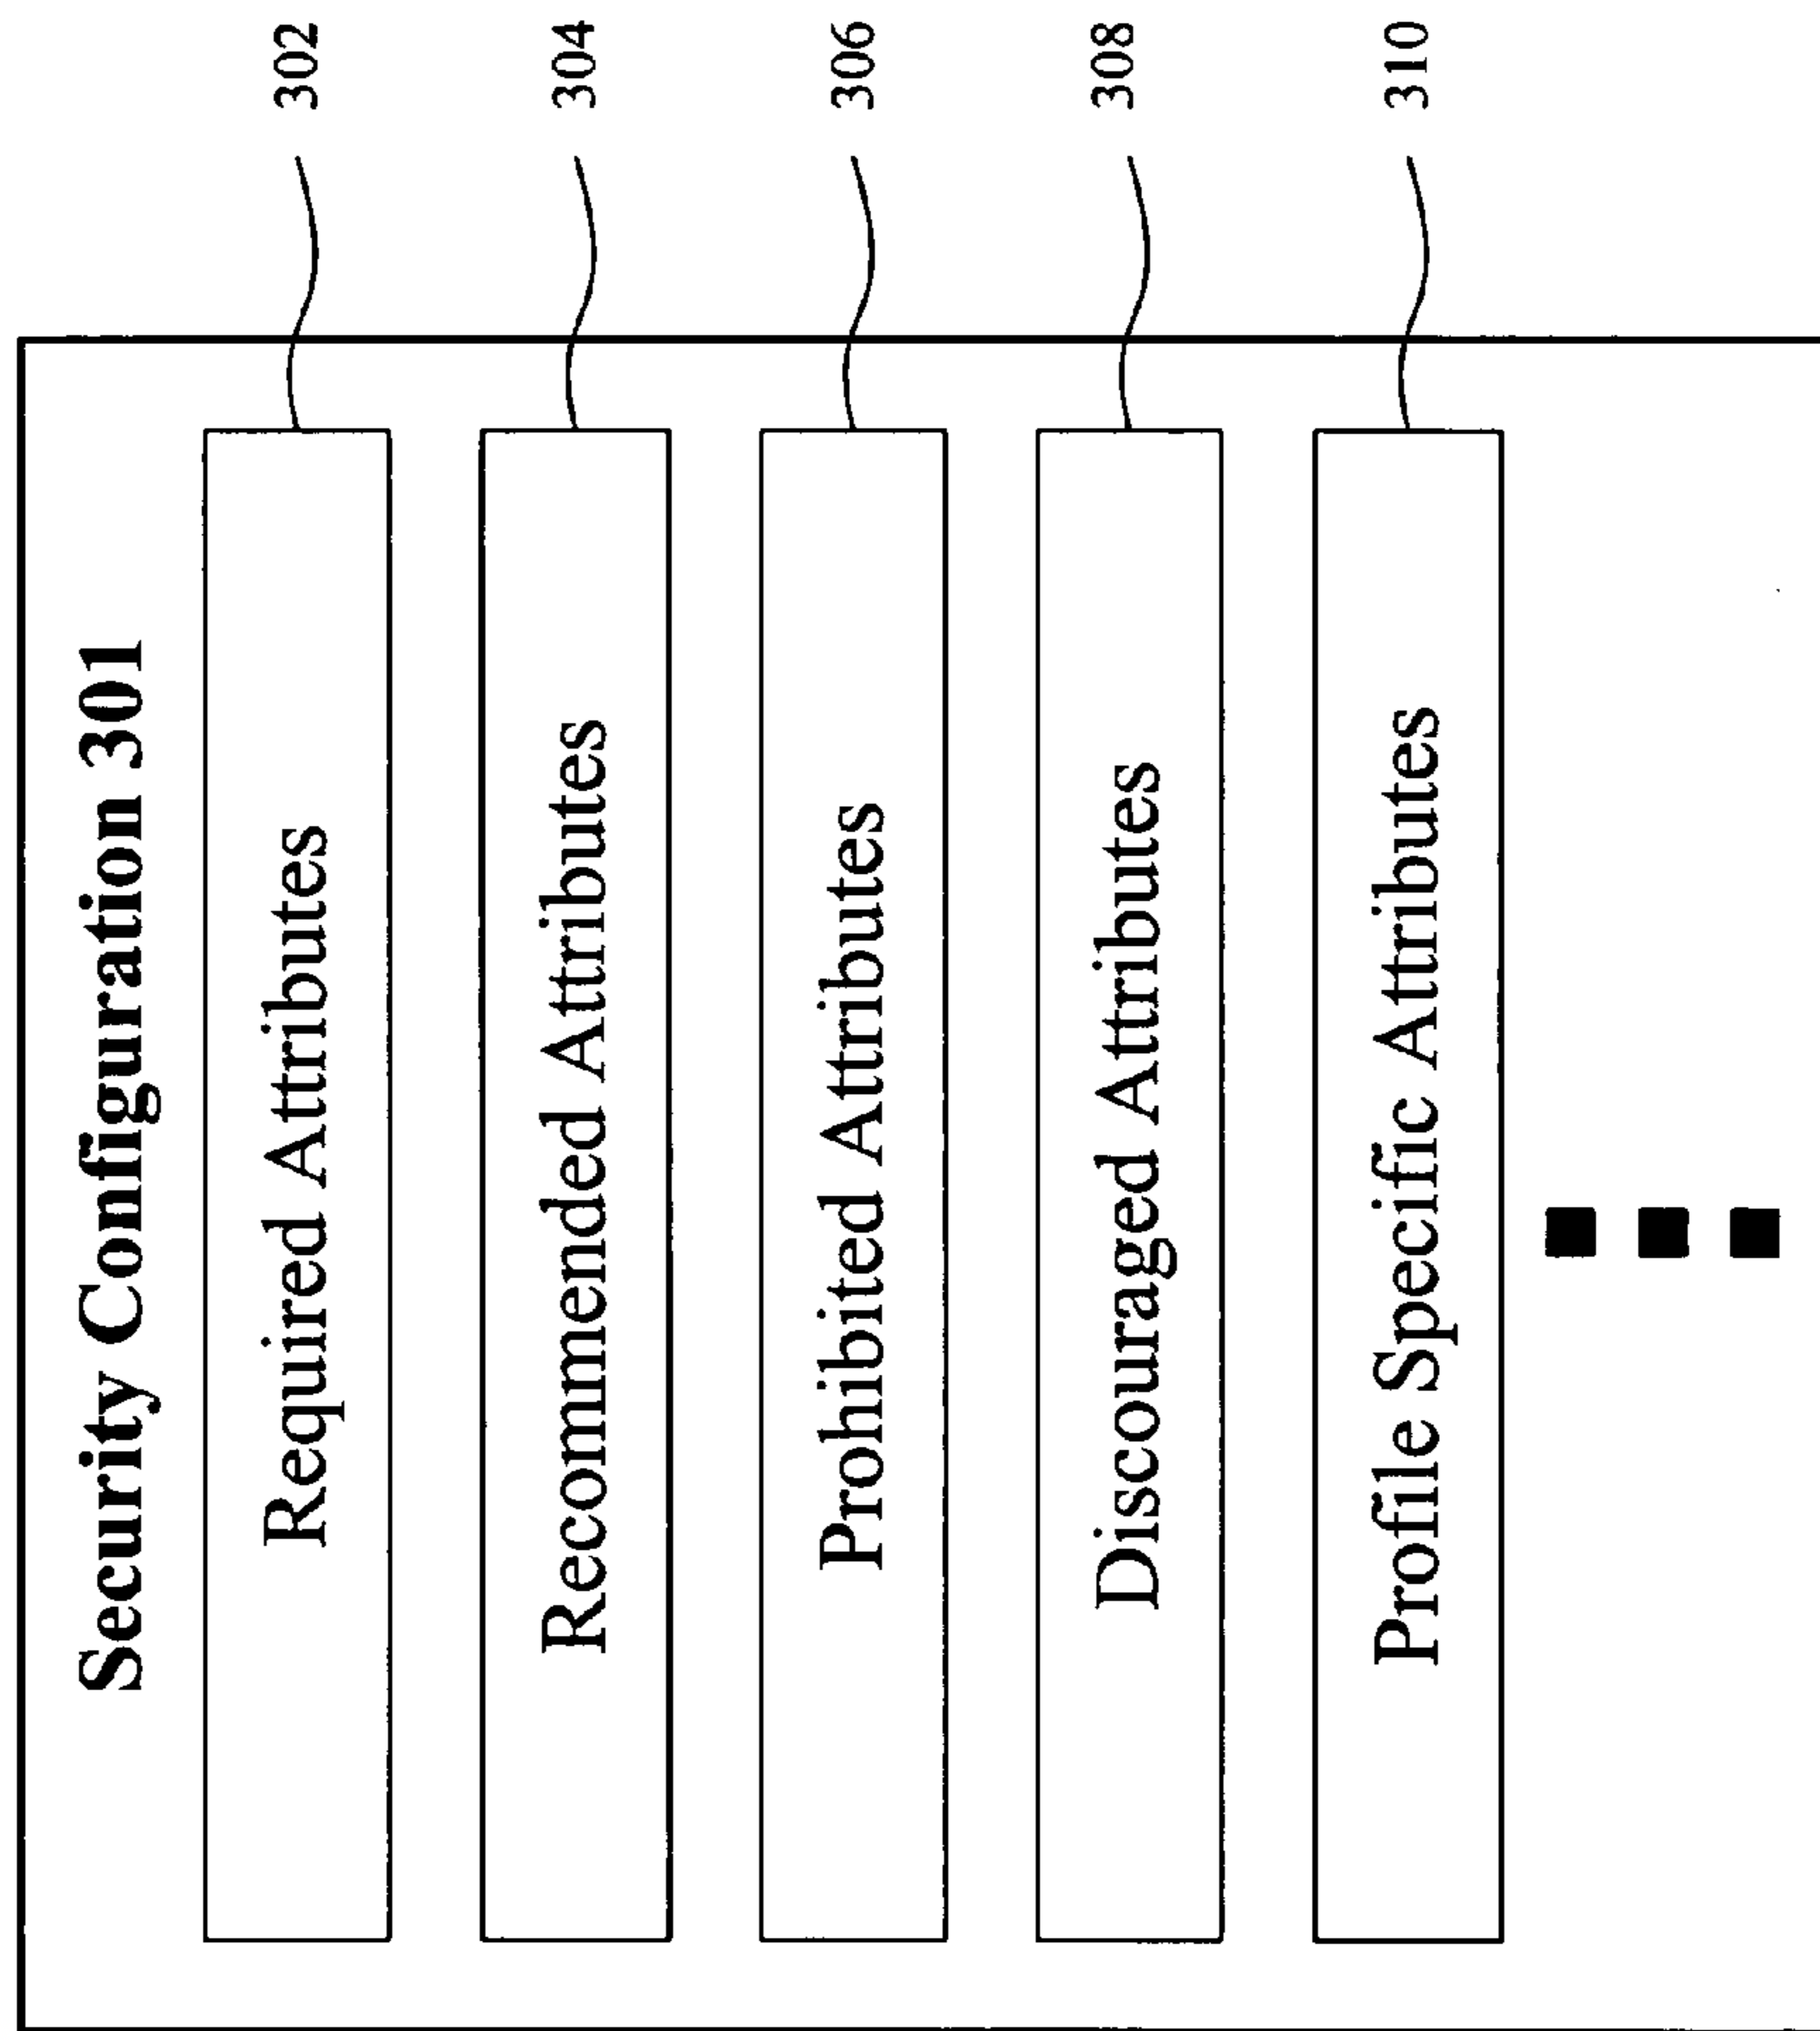 Security Configuration 301
Required Attributes
302
Recommended Attributes
304
Prohibited Attributes
306
Discouraged Attributes
308
Profile Specific Attributes
310